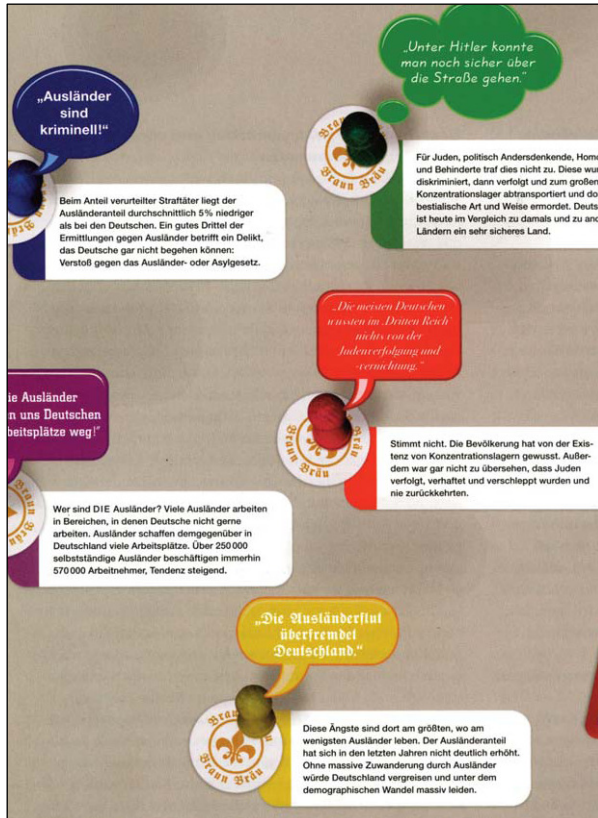 „Unter Hitler konnte
man noch sicher über
die Straße gehen.“
„Ausländer
sind
kriminell!“
Braun Bräu
Für Juden, politisch Andersdenkende, Homo
und Behinderte traf dies nicht zu. Diese wur
diskriminiert, dann verfolgt und zum großen
Konzentrationslager abtransportiert und do
bestialische Art und Weise ermordet. Deuts
ist heute im Vergleich zu damals und zu and
Ländern ein sehr sicheres Land.
Beim Anteil verurteilter Straftäter liegt der
Ausländeranteil durchschnittlich 5% niedriger
als bei den Deutschen. Ein gutes Drittel der
Ermittlungen gegen Ausländer betrifft ein Delikt,
das Deutsche gar nicht begehen können:
Verstoß gegen das Ausländer- oder Asylgesetz.
„Die meisten Deutschen
wussten im ‚Dritten Reich‘
nichts von der
Judenverfolgung und
-vernichtung.“
ie Ausländer
n uns Deutschen
beitsplätze weg!“
Braun Bräu
Stimmt nicht. Die Bevölkerung hat von der Exis-
tenz von Konzentrationslagern gewusst. Außer-
dem war gar nicht zu übersehen, dass Juden
verfolgt, verhaftet und verschleppt wurden und
nie zurückkehrten.
Wer sind DIE Ausländer? Viele Ausländer arbeiten
in Bereichen, in denen Deutsche nicht gerne
arbeiten. Ausländer schaffen demgegenüber in
Deutschland viele Arbeitsplätze. Über 250 000
selbstständige Ausländer beschäftigen immerhin
570 000 Arbeitnehmer, Tendenz steigend.
„Die Ausländerflut
überfremdet
Deutschland.“
Braun Bräu
Diese Ängste sind dort am größten, wo am
wenigsten Ausländer leben. Der Ausländeranteil
hat sich in den letzten Jahren nicht deutlich erhöht.
Ohne massive Zuwanderung durch Ausländer
würde Deutschland vergreisen und unter dem
demographischen Wandel massiv leiden.